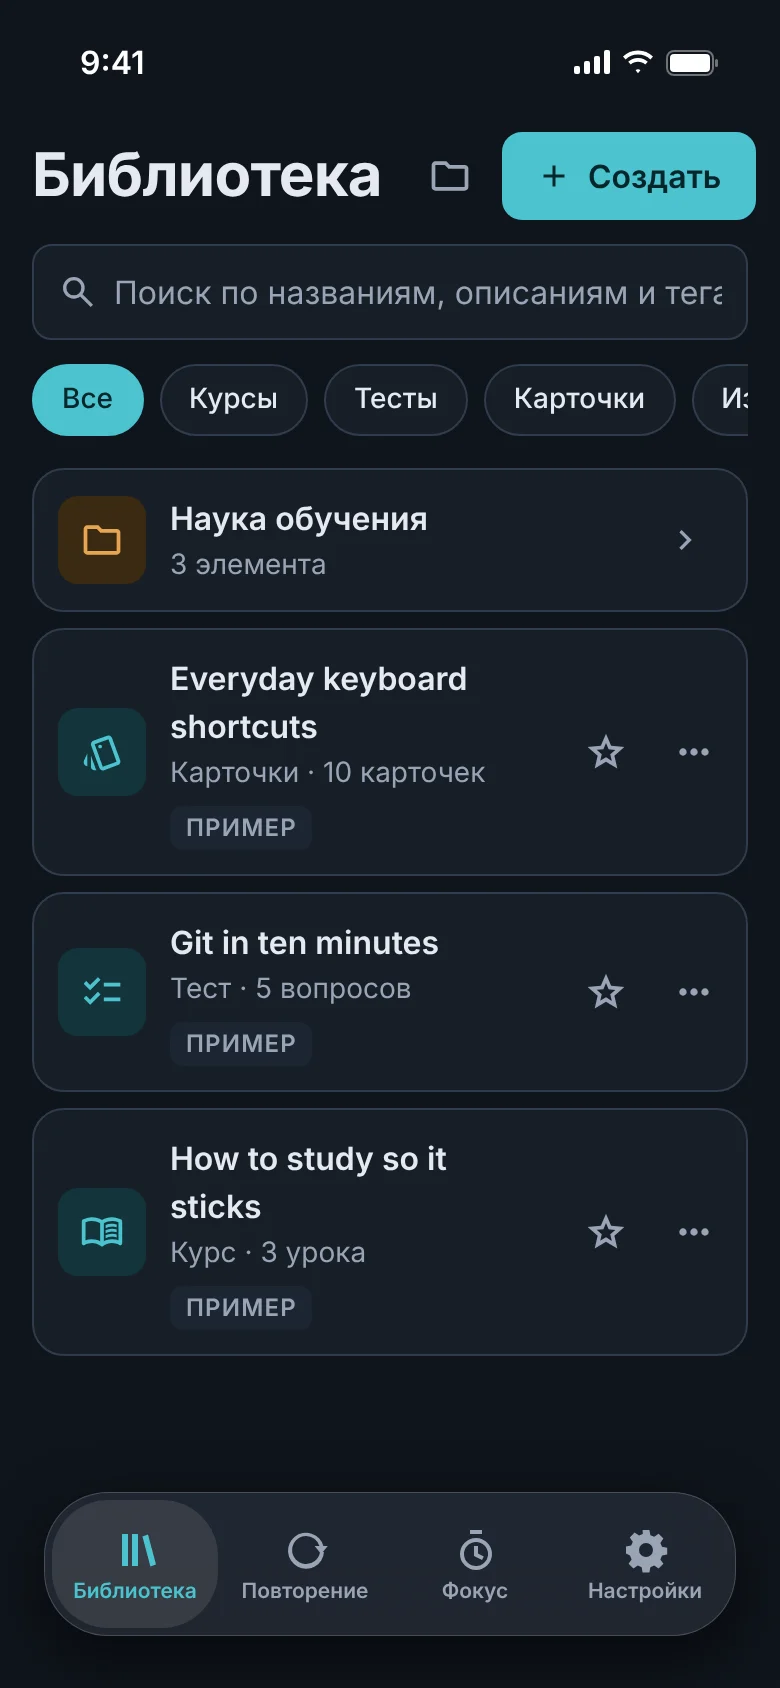 9:41
Библиотека
+ Создать
Поиск по названиям, описаниям и
Все
Курсы
Тесты
Карточки
Наука обучения
3 элемента
Everyday keyboard
shortcuts
Карточки · 10 карточек
ПРИМЕР
Git in ten minutes
Тест · 5 вопросов
ПРИМЕР
How to study so it
sticks
Курс · 3 урока
ПРИМЕР
Библиотека
Повторение
Фокус
Настройки